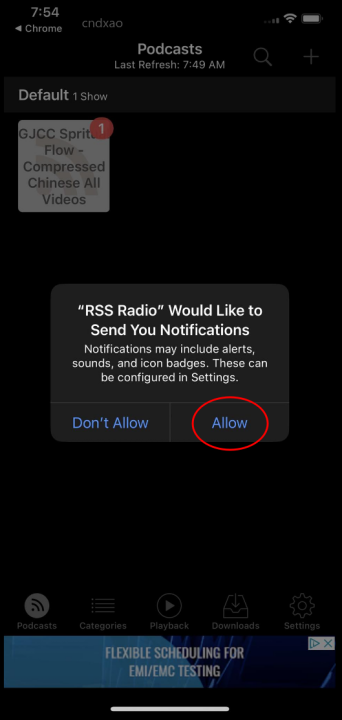 7:54
◀ Chrome
cndxao
Podcasts
Last Refresh: 7:49 AM
Default 1 Show
1
GJCC Sprit
Flow -
Compressed
Chinese All
Videos
“RSS Radio” Would Like to
Send You Notifications
Notifications may include alerts,
sounds, and icon badges. These can
be configured in Settings.
Don't Allow
Allow
Podcasts
Categories
Playback
Downloads
Settings
FLEXIBLE SCHEDULING FOR
EMI/EMC TESTING